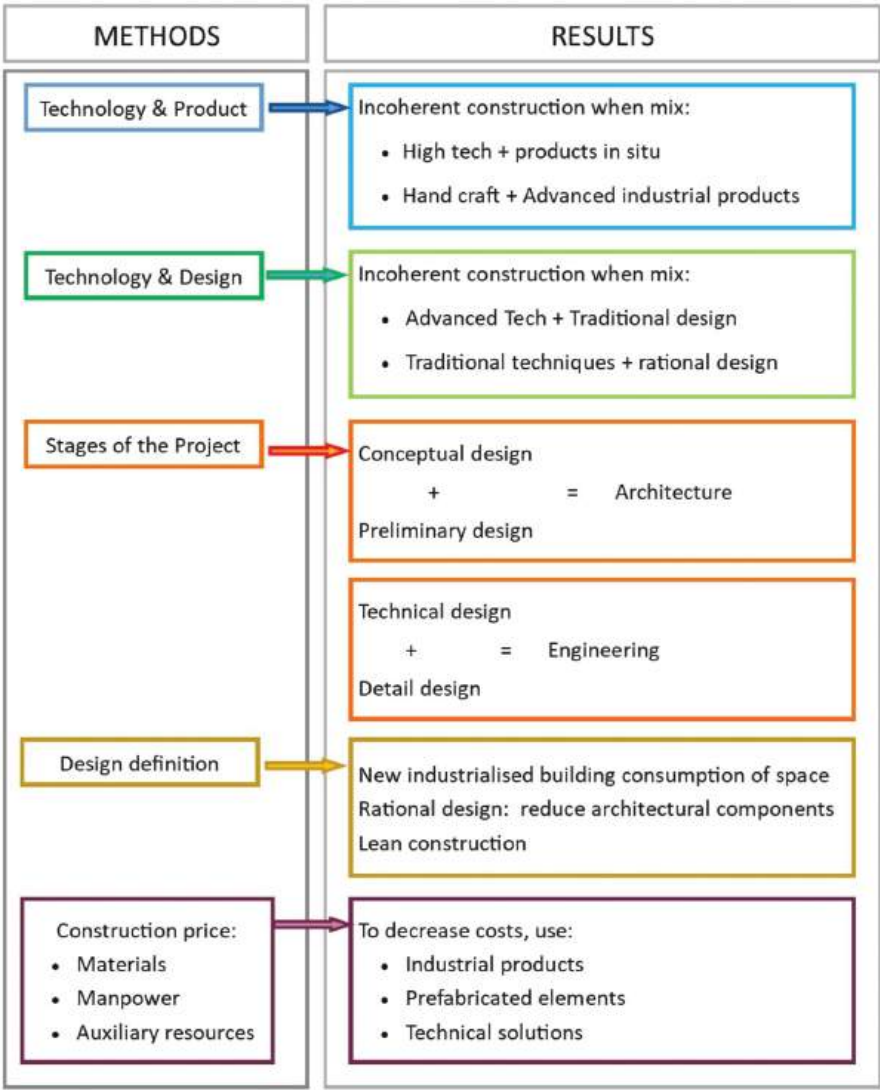 METHODS
RESULTS
Technology & Product
Incoherent construction when mix:
• High tech + products in situ
• Hand craft + Advanced industrial products
Technology & Design
Incoherent construction when mix:
• Advanced Tech + Traditional design
• Traditional techniques + rational design
Stages of the Project
Conceptual design
+ = Architecture
Preliminary design
Technical design
+ = Engineering
Detail design
Design definition
New industrialised building consumption of space
Rational design: reduce architectural components
Lean construction
Construction price:
• Materials
• Manpower
• Auxiliary resources
To decrease costs, use:
• Industrial products
• Prefabricated elements
• Technical solutions